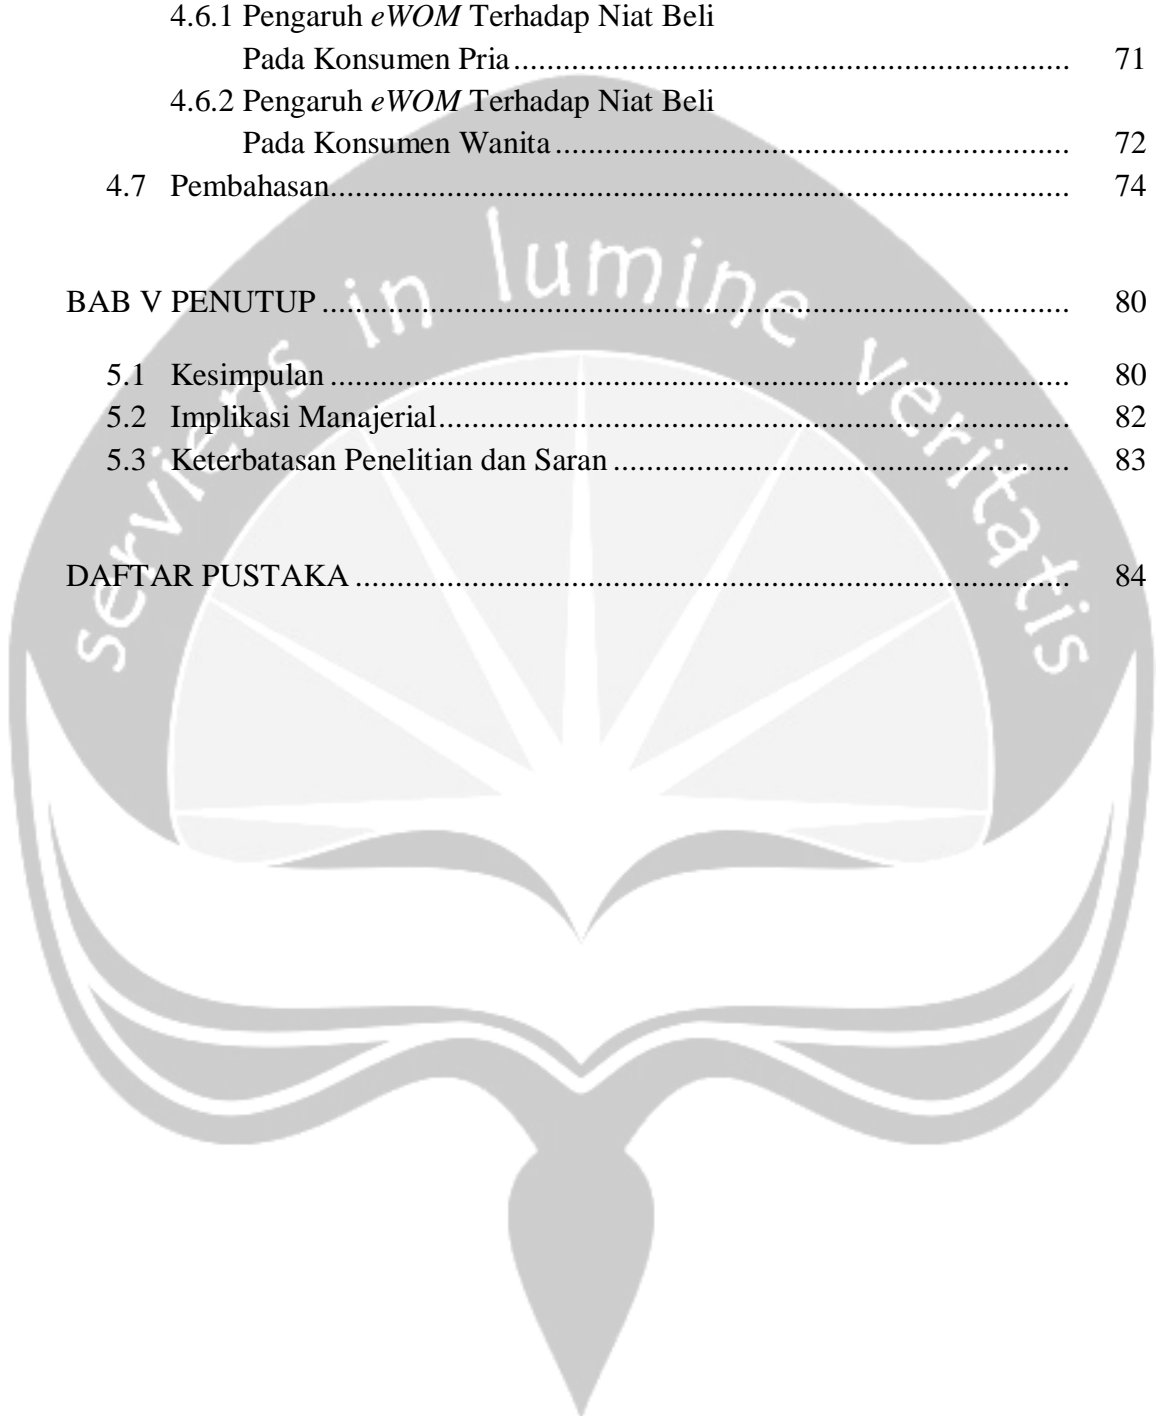 4.6.1 Pengaruh eWOM Terhadap Niat Beli
Pada Konsumen Pria ........................................................................ 71
4.6.2 Pengaruh eWOM Terhadap Niat Beli
Pada Konsumen Wanita ................................................................... 72
4.7 Pembahasan................................................................................................ 74
BAB V PENUTUP ................................................................................................. 80
5.1 Kesimpulan ................................................................................................ 80
5.2 Implikasi Manajerial.................................................................................. 82
5.3 Keterbatasan Penelitian dan Saran ............................................................ 83
DAFTAR PUSTAKA ............................................................................................. 84
serviens in lumine veritatis